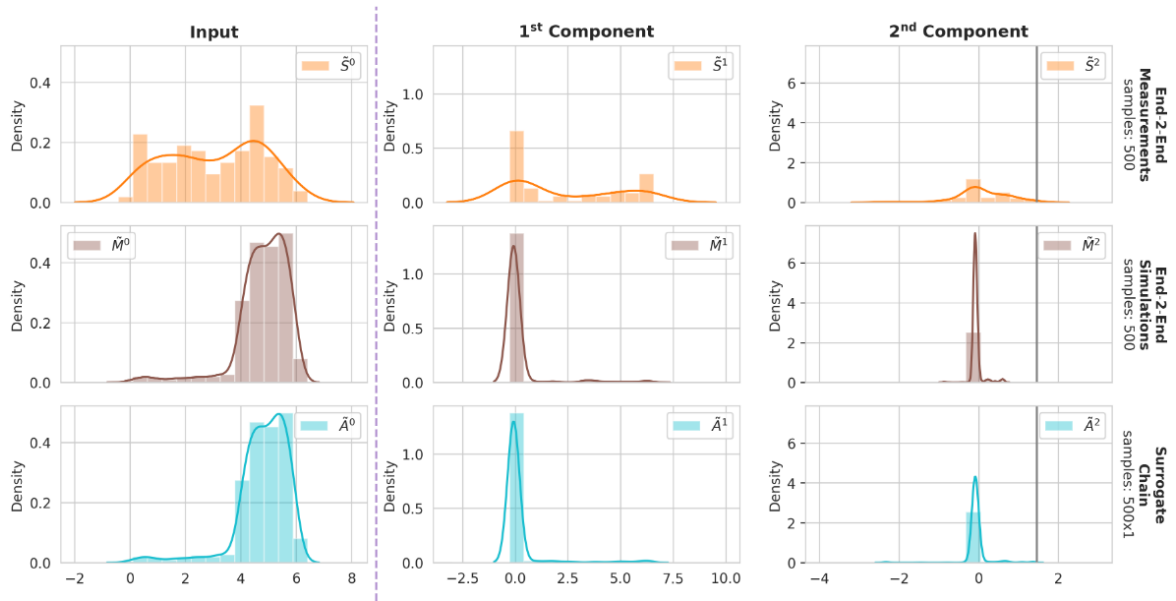 Input
1st Component
2nd Component
Density
0.4
0.2
0.0
S̃⁰
Density
1.0
0.5
0.0
S̃¹
Density
6
4
2
0
S̃²
End-2-End
Measurements
samples: 500
Density
0.4
0.2
0.0
M̃⁰
Density
1.0
0.5
0.0
M̃¹
Density
6
4
2
0
M̃²
End-2-End
Simulations
samples: 500
Density
0.4
0.2
0.0
Ã⁰
Density
1.0
0.5
0.0
Ã¹
Density
6
4
2
0
Ã²
Surrogate
Chain
samples: 500x1
−2 0 2 4 6 8
−2.5 0.0 2.5 5.0 7.5 10.0
−4 −2 0 2